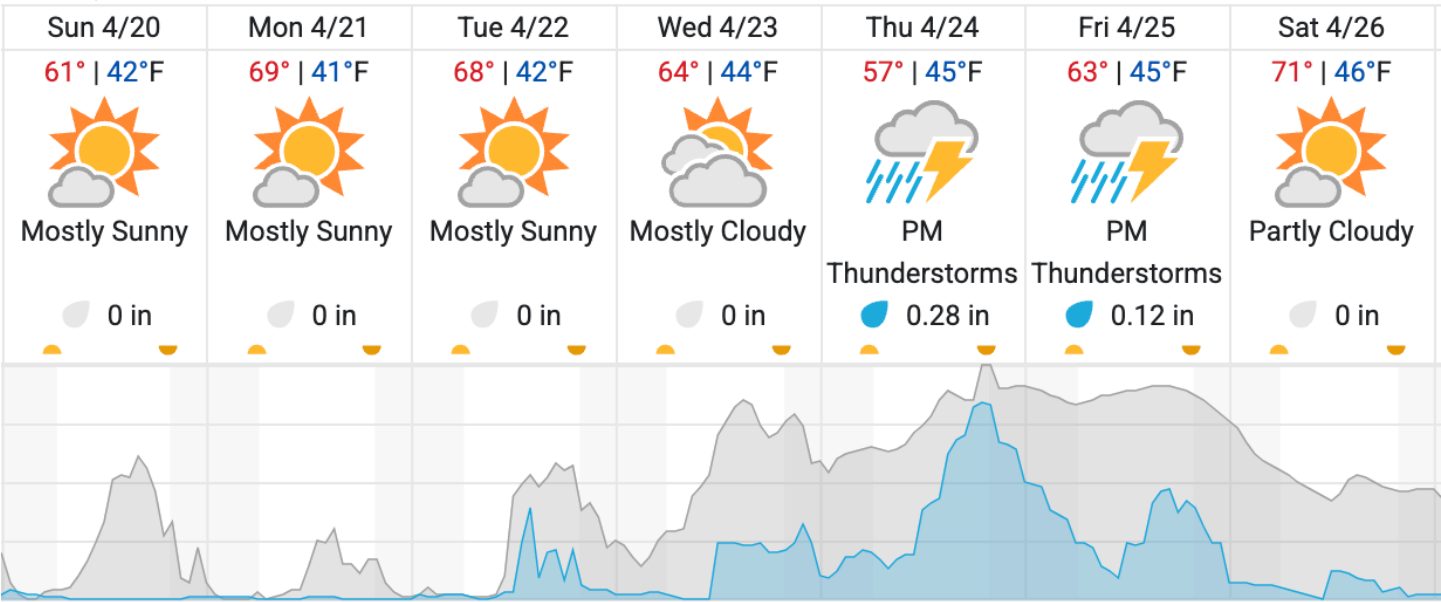 Sun 4/20 Mon 4/21 Tue 4/22 Wed 4/23 Thu 4/24 Fri 4/25 Sat 4/26
61° | 42°F 69° | 41°F 68° | 42°F 64° | 44°F 57° | 45°F 63° | 45°F 71° | 46°F
Mostly Sunny Mostly Sunny Mostly Sunny Mostly Cloudy PM PM Partly Cloudy
Thunderstorms Thunderstorms
0 in 0 in 0 in 0 in 0.28 in 0.12 in 0 in